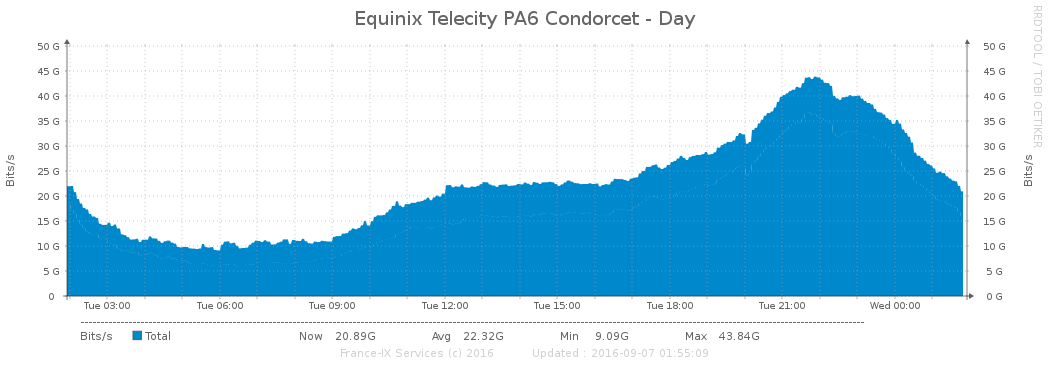 Equinix Telecity PA6 Condorcet - Day
RRDTOOL / TOBI OETIKER
Bits/s
Bits/s
50 G 50 G
45 G 45 G
40 G 40 G
35 G 35 G
30 G 30 G
25 G 25 G
20 G 20 G
15 G 15 G
10 G 10 G
5 G 5 G
0 0 G
Tue 03:00 Tue 06:00 Tue 09:00 Tue 12:00 Tue 15:00 Tue 18:00 Tue 21:00 Wed 00:00
Bits/s Total Now 20.89G Avg 22.32G Min 9.09G Max 43.84G
France-IX Services (c) 2016 Updated : 2016-09-07 01:55:09